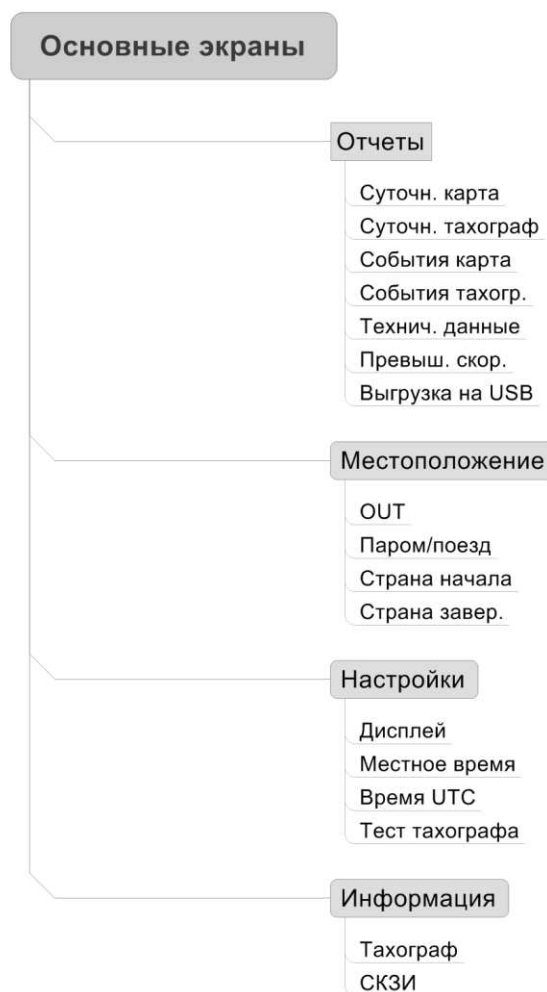 Основные экраны
Отчеты
Суточн. карта
Суточн. тахограф
События карта
События тахогр.
Технич. данные
Превыш. скор.
Выгрузка на USB
Местоположение
OUT
Паром/поезд
Страна начала
Страна завер.
Настройки
Дисплей
Местное время
Время UTC
Тест тахографа
Информация
Тахограф
СКЗИ